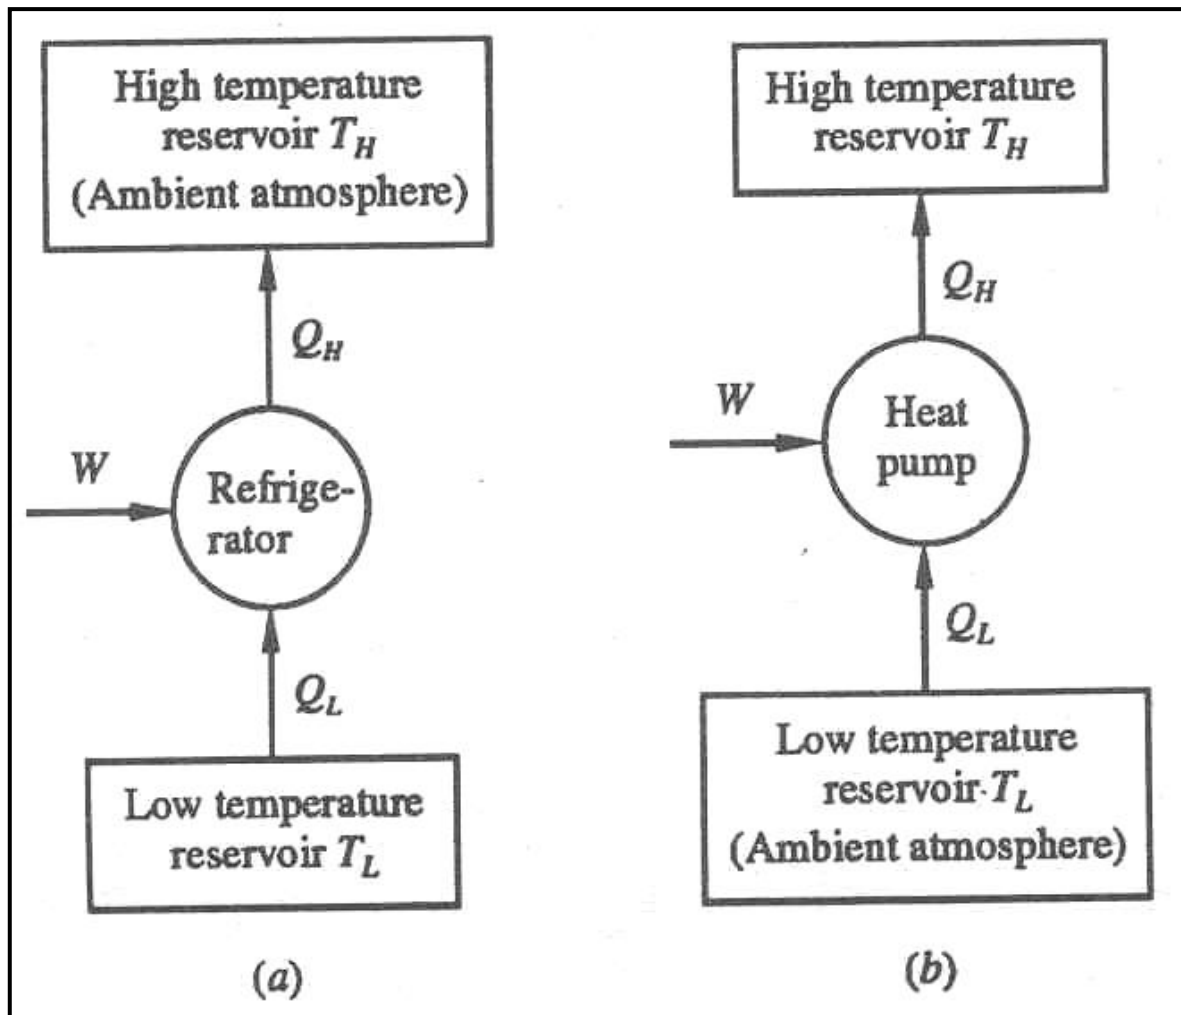 High temperature
reservoir T_H
(Ambient atmosphere)
Q_H
W
Refrige-
rator
Q_L
Low temperature
reservoir T_L
(a)
High temperature
reservoir T_H
Q_H
W
Heat
pump
Q_L
Low temperature
reservoir T_L
(Ambient atmosphere)
(b)